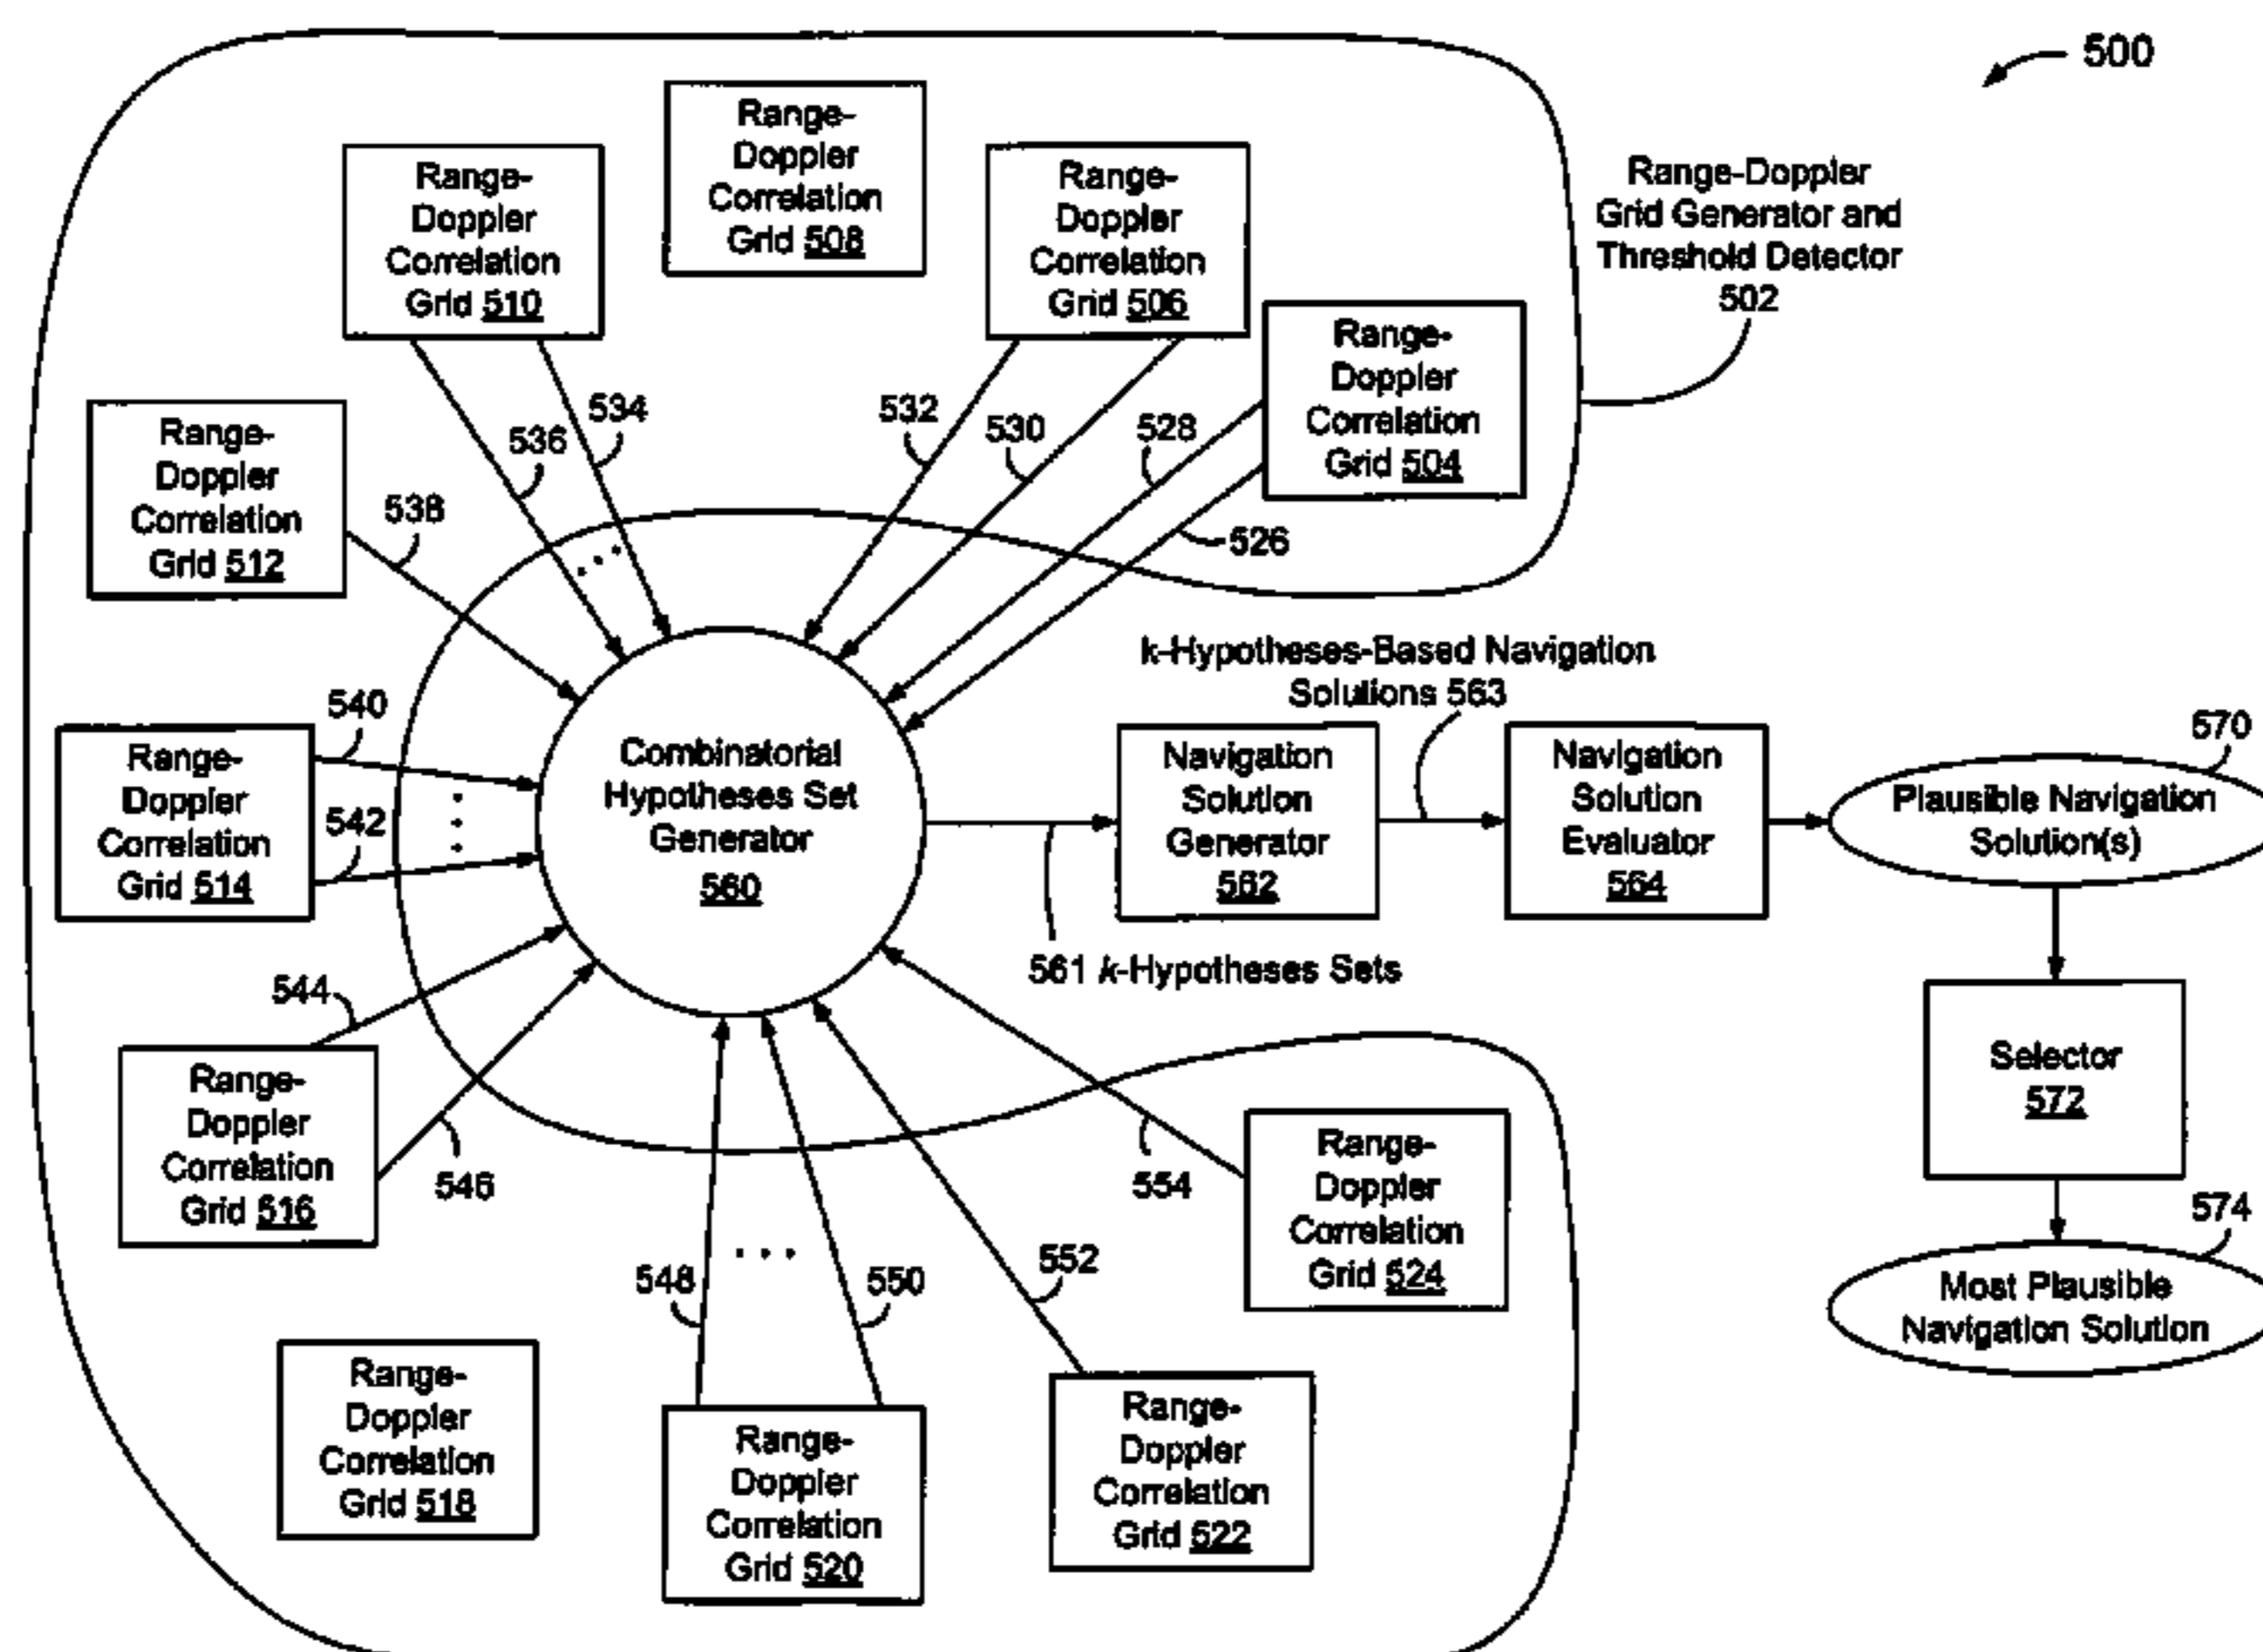 500
Range-
Doppler
Correlation
Grid 508
Range-
Doppler
Correlation
Grid 510
Range-
Doppler
Correlation
Grid 506
Range-Doppler
Grid Generator and
Threshold Detector
502
Range-
Doppler
Correlation
Grid 504
Range-
Doppler
Correlation
Grid 512
534
536
532
530
528
538
526
k-Hypotheses-Based Navigation
Solutions 563
540
Range-
Doppler
Correlation
Grid 514
542
Combinatorial
Hypotheses Set
Generator
560
Navigation
Solution
Generator
562
Navigation
Solution
Evaluator
564
570
Plausible Navigation
Solution(s)
561 k-Hypotheses Sets
544
Range-
Doppler
Correlation
Grid 516
546
Selector
572
554
Range-
Doppler
Correlation
Grid 524
548
• • •
550
552
574
Most Plausible
Navigation Solution
Range-
Doppler
Correlation
Grid 518
Range-
Doppler
Correlation
Grid 520
Range-
Doppler
Correlation
Grid 522